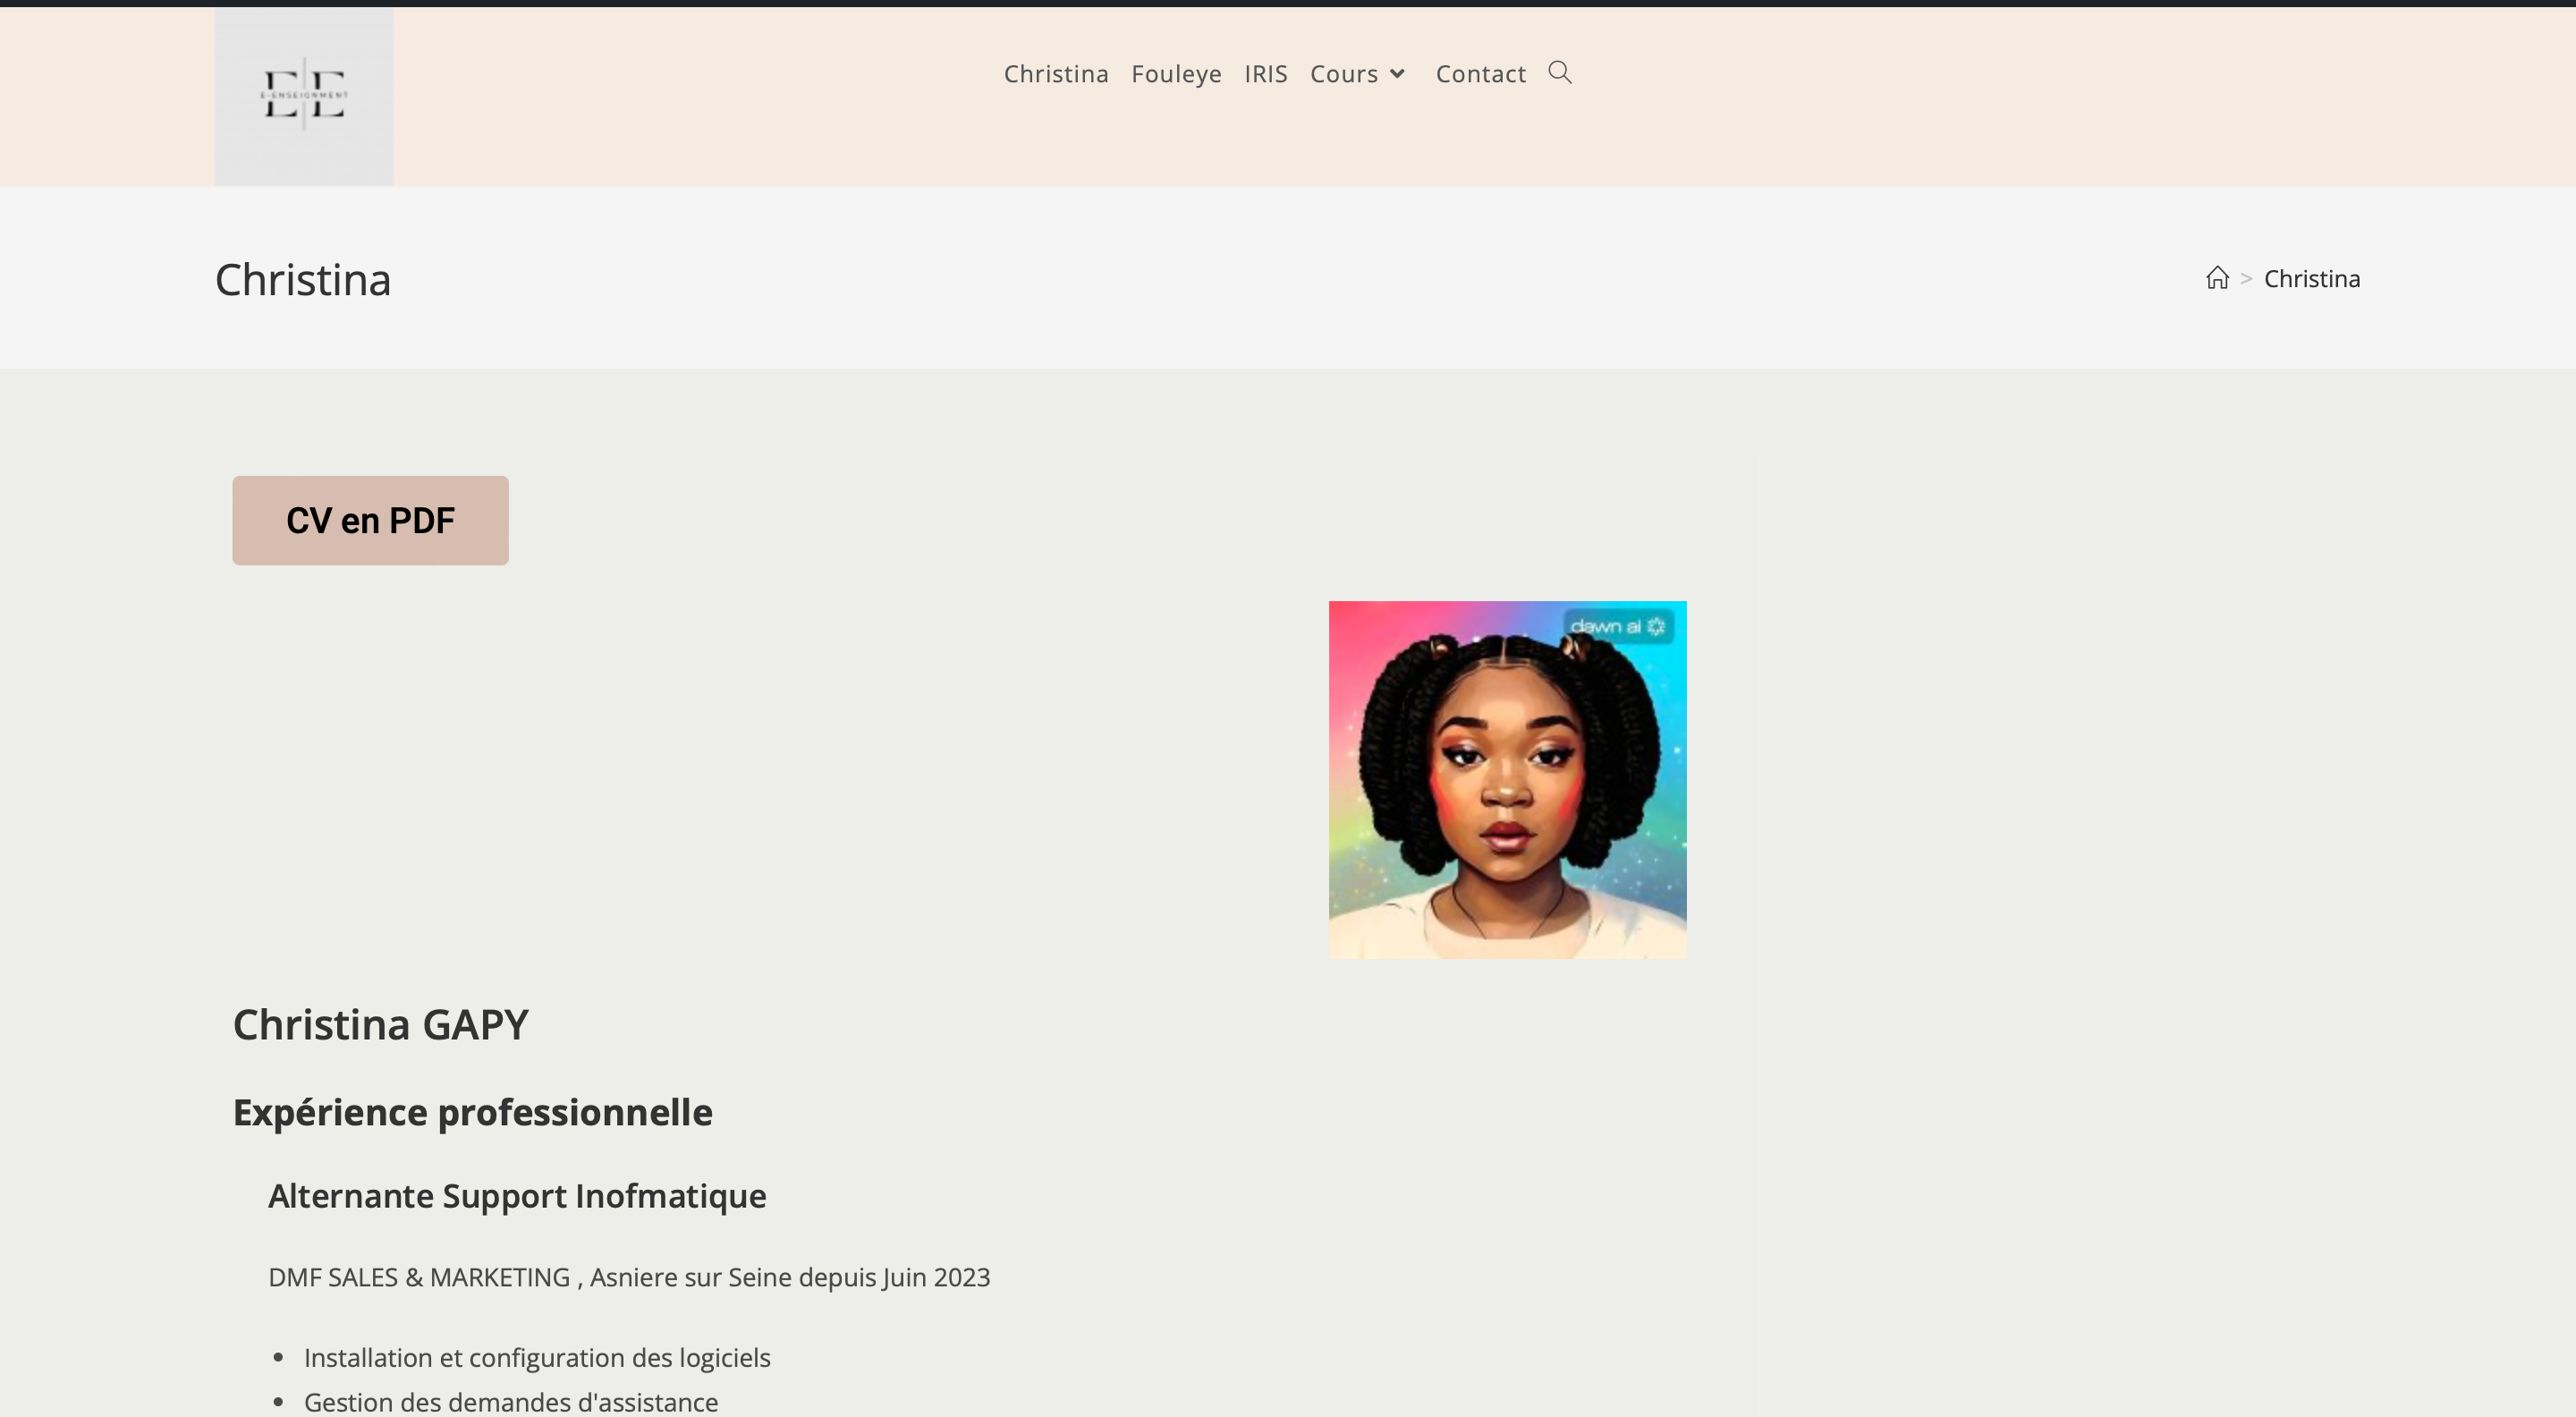 E-ENSEIGNMENT
Christina Fouleye IRIS Cours Contact
Christina
> Christina
CV en PDF
dawn ai
Christina GAPY
Expérience professionnelle
Alternante Support Inofmatique
DMF SALES & MARKETING , Asniere sur Seine depuis Juin 2023
• Installation et configuration des logiciels
• Gestion des demandes d'assistance